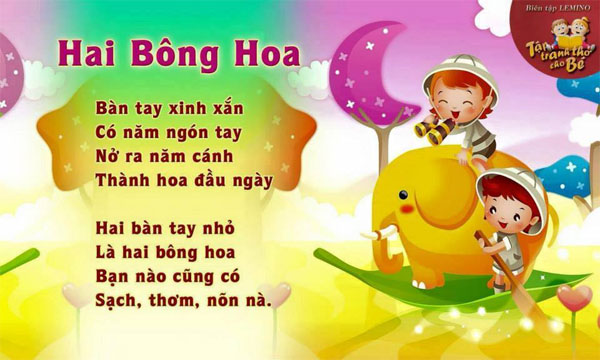 Biên tập LEMINO
Tập
tranh thơ
cho Bé
Hai Bông Hoa
Bàn tay xinh xắn
Có năm ngón tay
Nở ra năm cánh
Thành hoa đầu ngày
Hai bàn tay nhỏ
Là hai bông hoa
Bạn nào cũng có
Sạch, thơm, nõn nà.